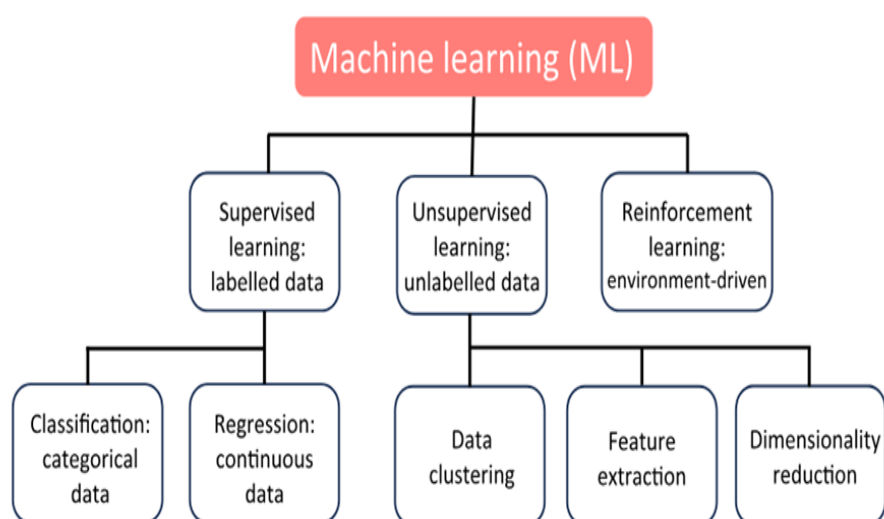 Machine learning (ML)
Supervised
learning:
labelled data
Unsupervised
learning:
unlabelled data
Reinforcement
learning:
environment-driven
Classification:
categorical
data
Regression:
continuous
data
Data
clustering
Feature
extraction
Dimensionality
reduction